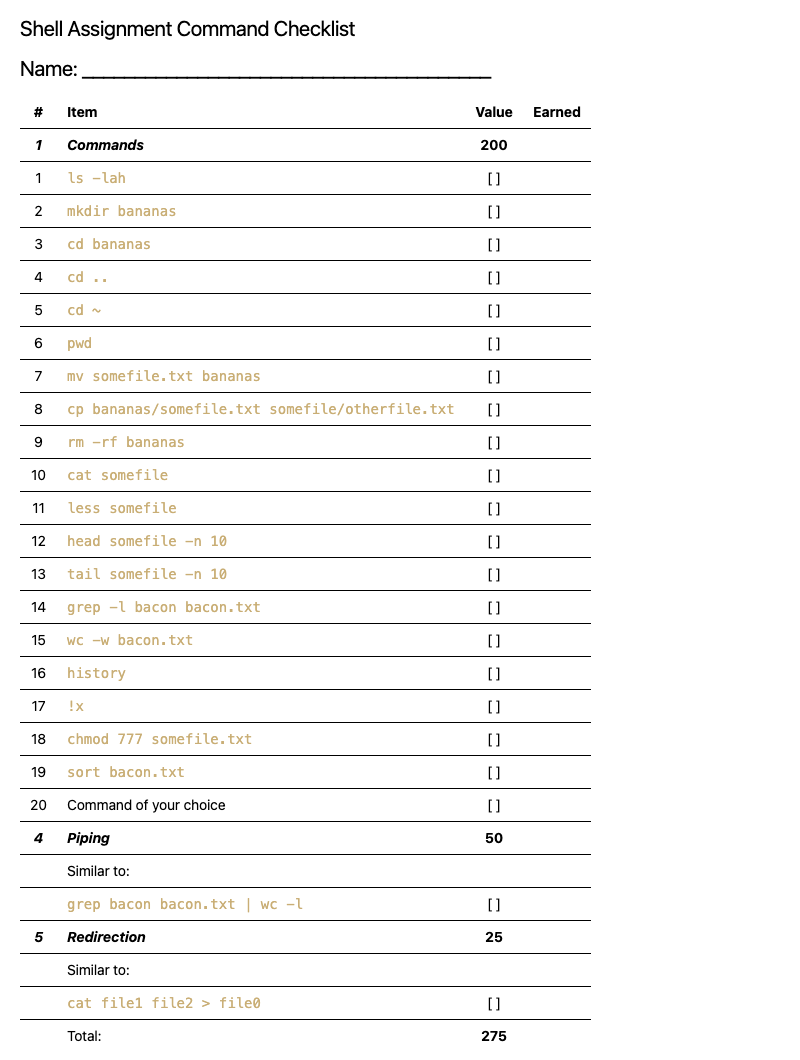 Shell Assignment Command Checklist
Name: _______________________________________
# Item Value Earned
1 Commands 200
1 ls -lah []
2 mkdir bananas []
3 cd bananas []
4 cd .. []
5 cd ~ []
6 pwd []
7 mv somefile.txt bananas []
8 cp bananas/somefile.txt somefile/otherfile.txt []
9 rm -rf bananas []
10 cat somefile []
11 less somefile []
12 head somefile -n 10 []
13 tail somefile -n 10 []
14 grep -l bacon bacon.txt []
15 wc -w bacon.txt []
16 history []
17 !x []
18 chmod 777 somefile.txt []
19 sort bacon.txt []
20 Command of your choice []
4 Piping 50
Similar to:
grep bacon bacon.txt | wc -l []
5 Redirection 25
Similar to:
cat file1 file2 > file0 []
Total: 275